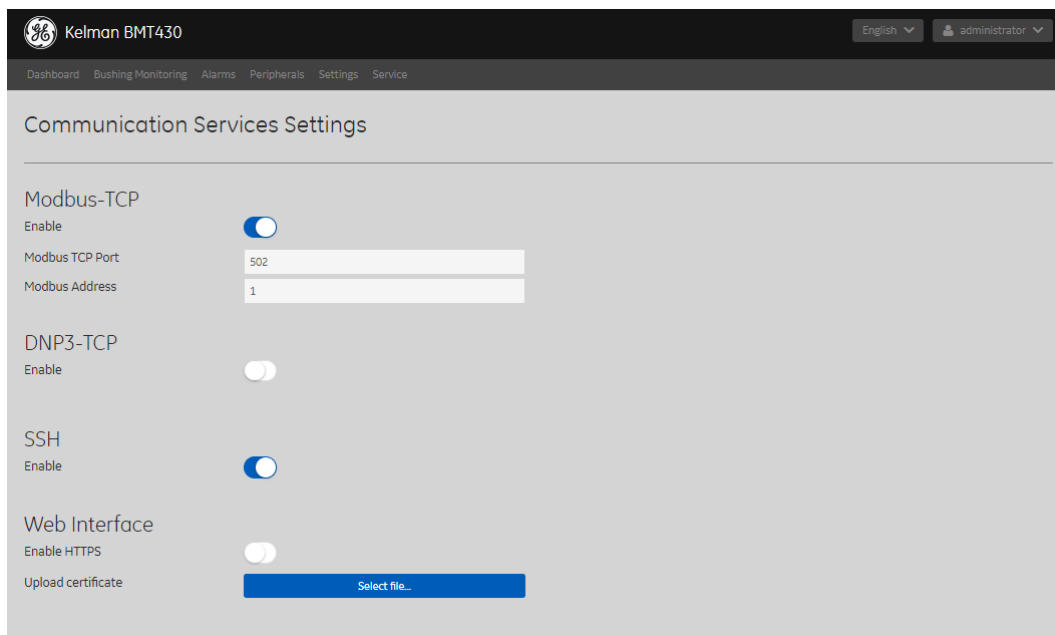 Kelman BMT430
English
administrator
Dashboard Bushing Monitoring Alarms Peripherals Settings Service
Communication Services Settings
Modbus-TCP
Enable
Modbus TCP Port 502
Modbus Address 1
DNP3-TCP
Enable
SSH
Enable
Web Interface
Enable HTTPS
Upload certificate Select file...